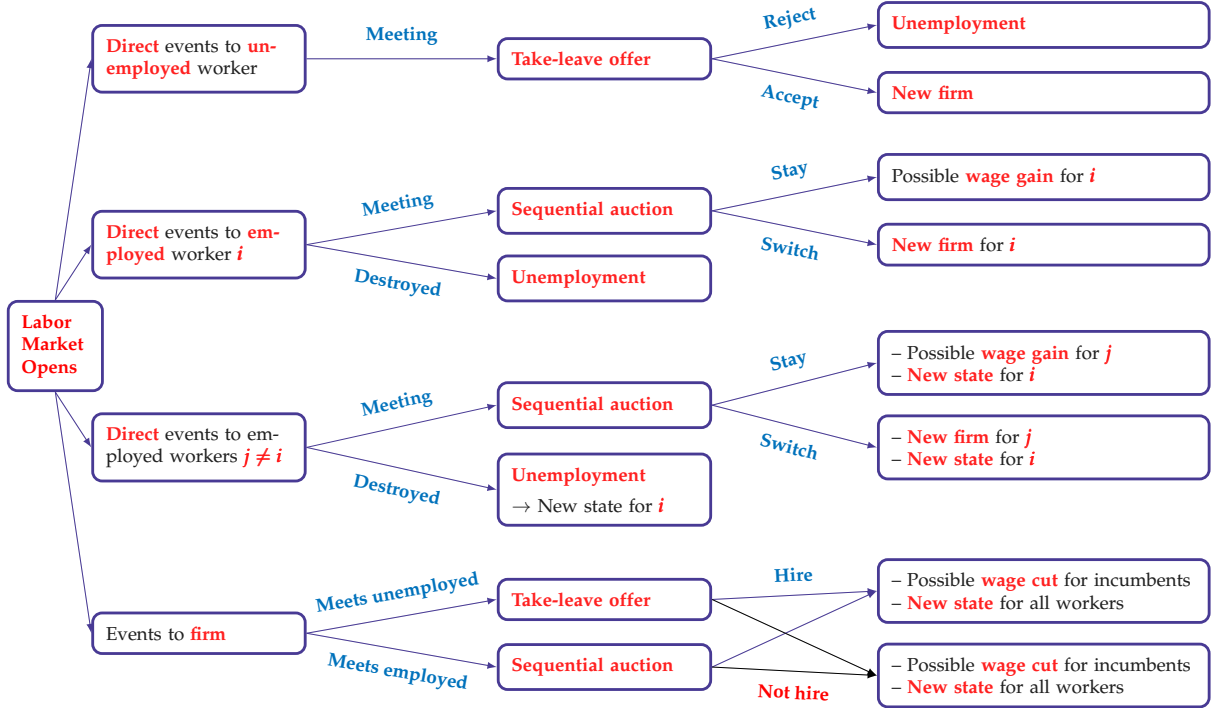 Labor
Market
Opens
Direct events to un-
employed worker
Meeting
Take-leave offer
Reject
Unemployment
Accept
New firm
Direct events to em-
ployed worker i
Meeting
Sequential auction
Stay
Possible wage gain for i
Switch
New firm for i
Destroyed
Unemployment
Direct events to em-
ployed workers j ≠ i
Meeting
Sequential auction
Stay
– Possible wage gain for j
– New state for i
Switch
– New firm for j
– New state for i
Destroyed
Unemployment
→ New state for i
Events to firm
Meets unemployed
Take-leave offer
Hire
– Possible wage cut for incumbents
– New state for all workers
Meets employed
Sequential auction
Not hire
– Possible wage cut for incumbents
– New state for all workers